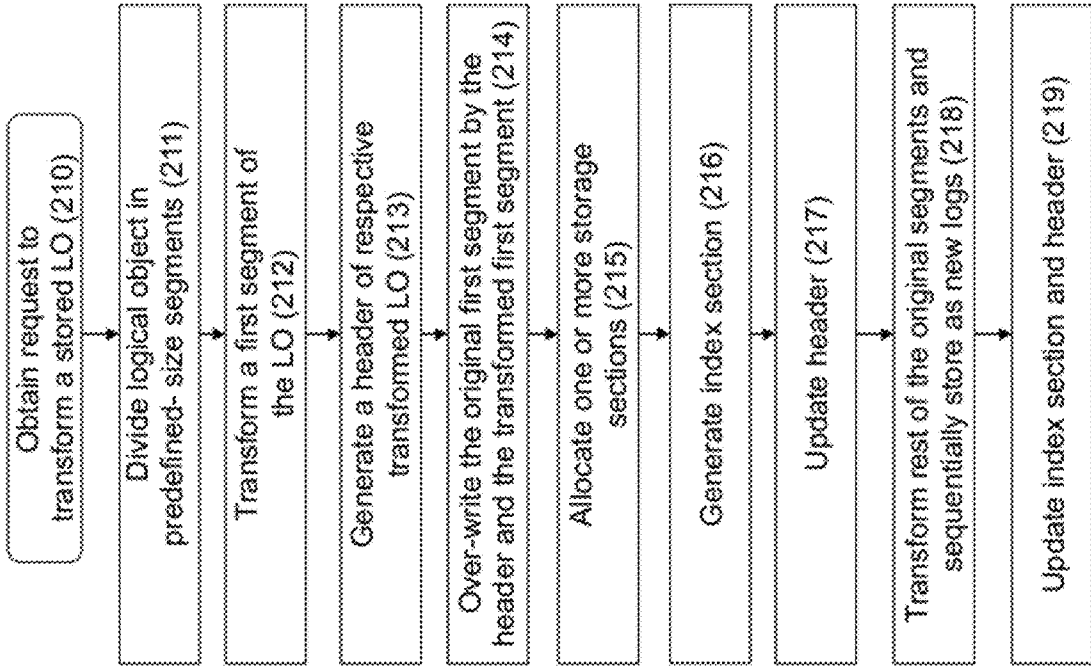 Obtain request to
transform a stored LO (210)
Divide logical object in
predefined- size segments (211)
Transform a first segment of
the LO (212)
Generate a header of respective
transformed LO (213)
Over-write the original first segment by the
header and the transformed first segment (214)
Allocate one or more storage
sections (215)
Generate index section (216)
Update header (217)
Transform rest of the original segments and
sequentially store as new logs (218)
Update index section and header (219)